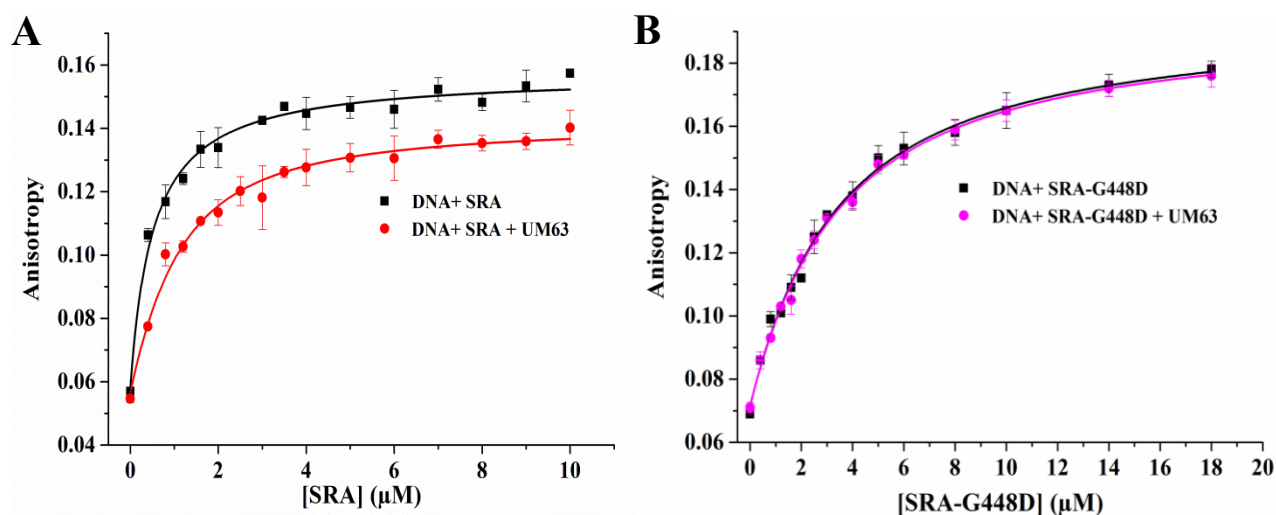 A
Anisotropy
0.16
0.14
0.12
0.10
0.08
0.06
0.04
DNA+ SRA
DNA+ SRA + UM63
0 2 4 6 8 10
[SRA] (µM)
B
Anisotropy
0.18
0.16
0.14
0.12
0.10
0.08
0.06
DNA+ SRA-G448D
DNA+ SRA-G448D + UM63
0 2 4 6 8 10 12 14 16 18 20
[SRA-G448D] (µM)